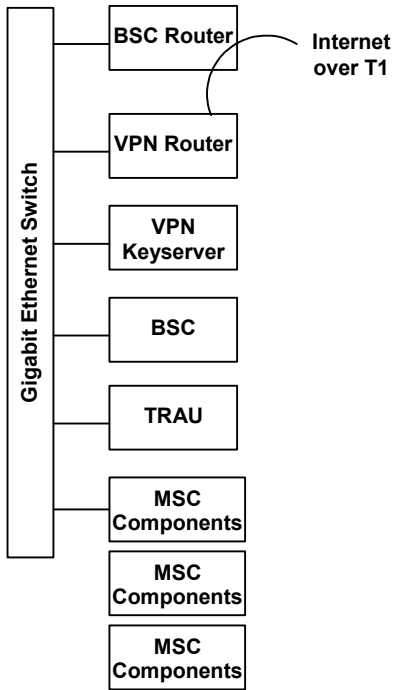 BSC Router
Internet
over T1
VPN Router
VPN
Keyserver
Gigabit Ethernet Switch
BSC
TRAU
MSC
Components
MSC
Components
MSC
Components